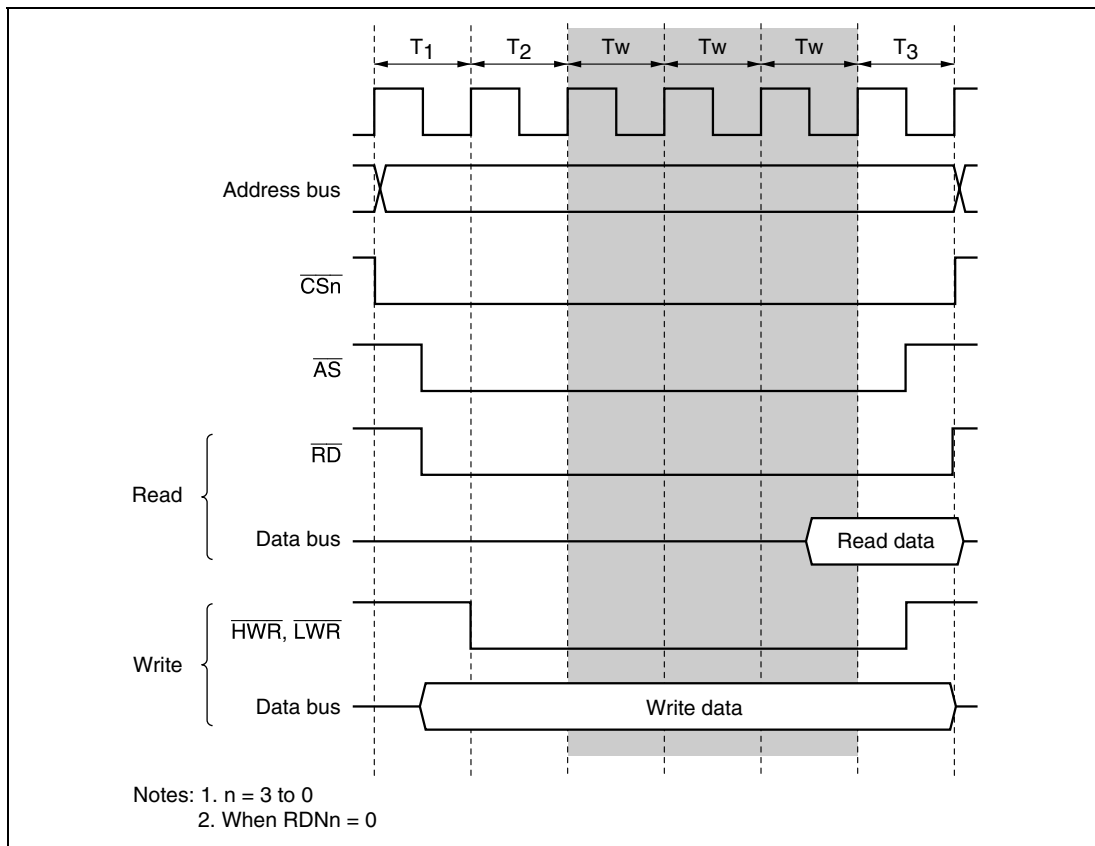 T1 T2 Tw Tw Tw T3
Address bus
CSn
AS
RD
Read
Data bus Read data
HWR, LWR
Write
Data bus Write data
Notes: 1. n = 3 to 0
2. When RDNn = 0